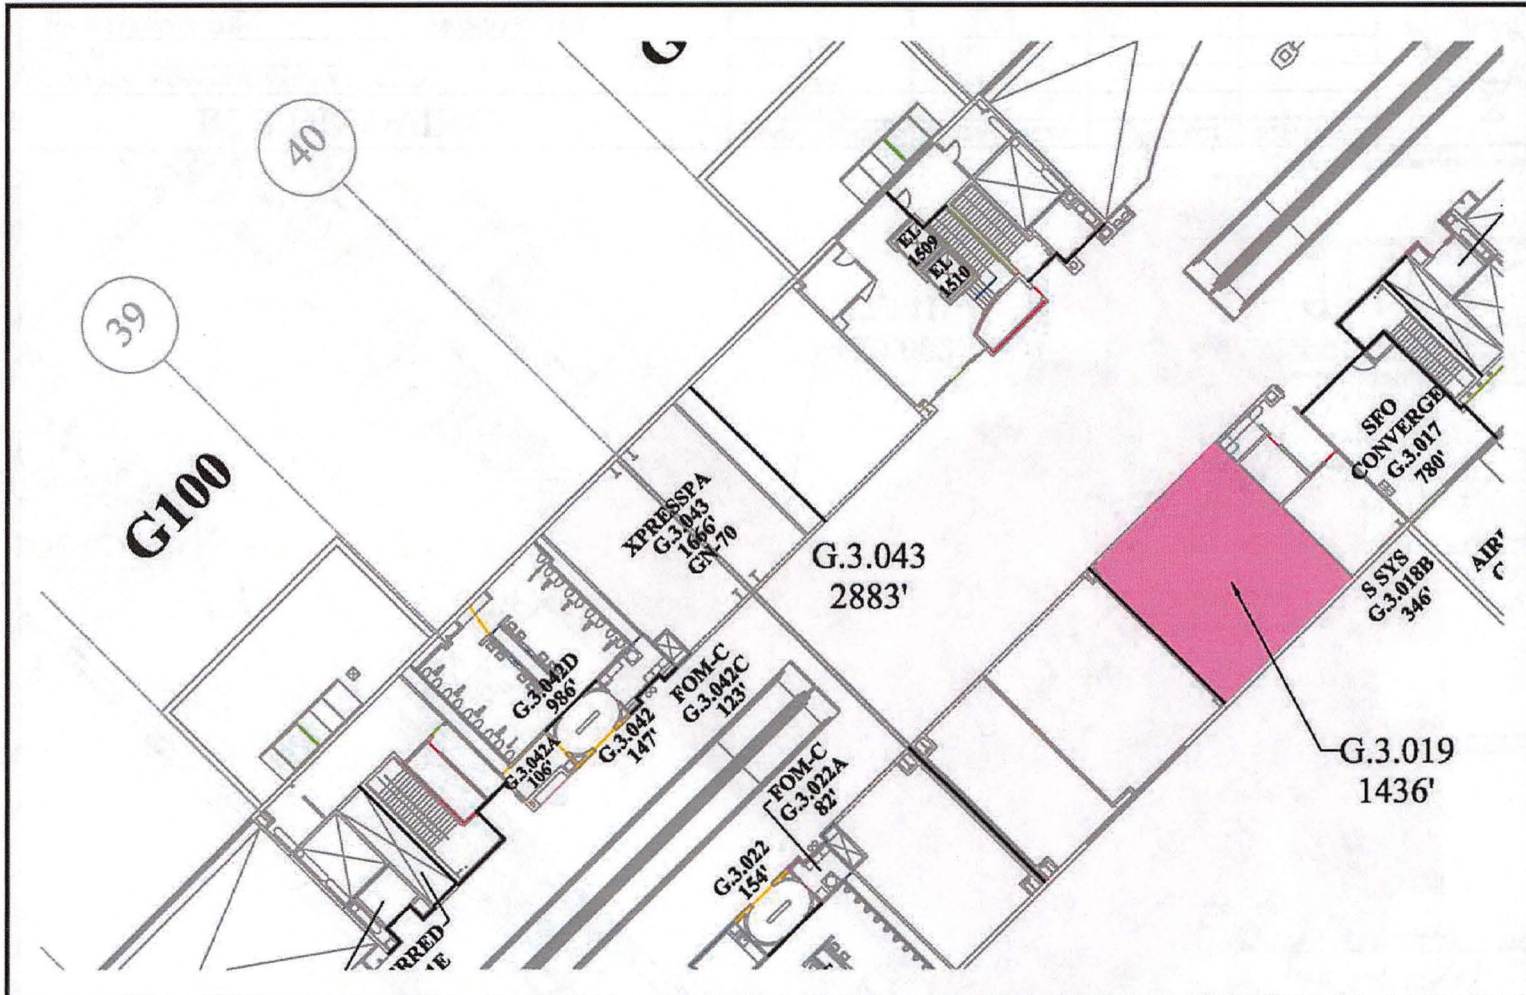 G
40
39
G100
EL
1509
EL
1510
XPRESSPA
G.3.043
1666'
GN-70
G.3.043
2883'
SFO
CONVERGE
G.3.017
780'
S SYS
G.3.018B
346'
G.3.019
1436'
G.3.042D
986'
G.3.042A
106'
G.3.042
147'
FOM-C
G.3.042C
123'
FOM-C
G.3.022A
82'
G.3.022
154'
RRED